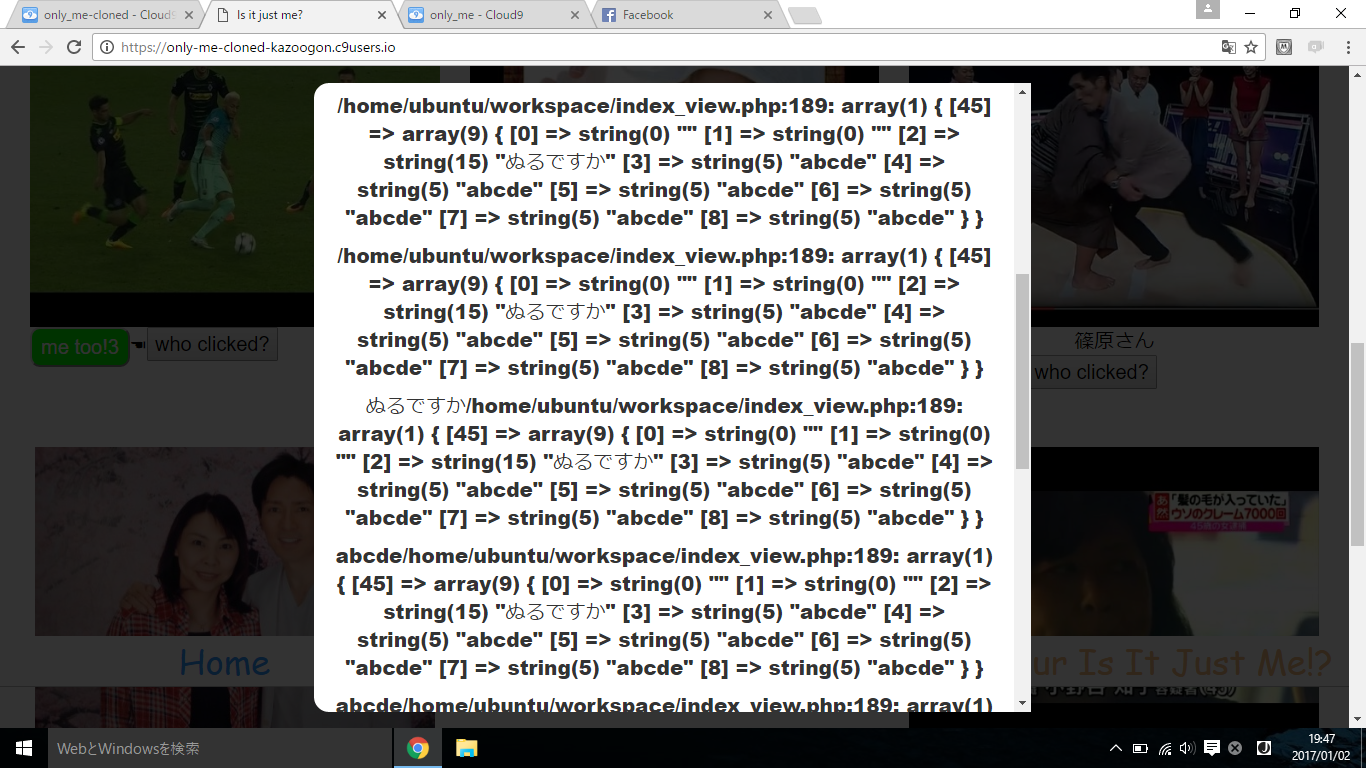 only_me-cloned - Cloud9
Is it just me?
only_me - Cloud9
Facebook
https://only-me-cloned-kazoogon.c9users.io
/home/ubuntu/workspace/index_view.php:189: array(1) { [45]
=> array(9) { [0] => string(0) "" [1] => string(0) "" [2] =>
string(15) "ぬるですか" [3] => string(5) "abcde" [4] =>
string(5) "abcde" [5] => string(5) "abcde" [6] => string(5)
"abcde" [7] => string(5) "abcde" [8] => string(5) "abcde" } }
/home/ubuntu/workspace/index_view.php:189: array(1) { [45]
=> array(9) { [0] => string(0) "" [1] => string(0) "" [2] =>
string(15) "ぬるですか" [3] => string(5) "abcde" [4] =>
string(5) "abcde" [5] => string(5) "abcde" [6] => string(5)
"abcde" [7] => string(5) "abcde" [8] => string(5) "abcde" } }
ぬるですか/home/ubuntu/workspace/index_view.php:189:
array(1) { [45] => array(9) { [0] => string(0) "" [1] => string(0)
"" [2] => string(15) "ぬるですか" [3] => string(5) "abcde" [4] =>
string(5) "abcde" [5] => string(5) "abcde" [6] => string(5)
"abcde" [7] => string(5) "abcde" [8] => string(5) "abcde" } }
abcde/home/ubuntu/workspace/index_view.php:189: array(1)
{ [45] => array(9) { [0] => string(0) "" [1] => string(0) "" [2] =>
string(15) "ぬるですか" [3] => string(5) "abcde" [4] =>
string(5) "abcde" [5] => string(5) "abcde" [6] => string(5)
"abcde" [7] => string(5) "abcde" [8] => string(5) "abcde" } }
abcde/home/ubuntu/workspace/index_view.php:189: array(1)
me too!3
who clicked?
篠原さん
who clicked?
「髪の毛が入っていた」
ウソのクレーム7000回
Home
ur Is It Just Me!?
WebとWindowsを検索
19:47
2017/01/02